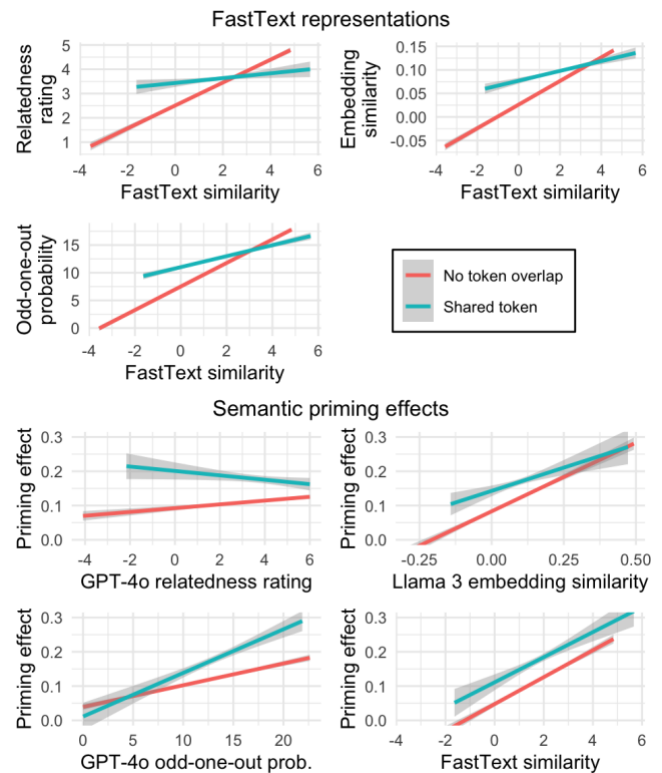 FastText representations
Relatedness rating
5
4
3
2
1
-4 -2 0 2 4 6
FastText similarity
Embedding similarity
0.15
0.10
0.05
0.00
-0.05
-4 -2 0 2 4 6
FastText similarity
Odd-one-out probability
15
10
5
0
-4 -2 0 2 4 6
FastText similarity
No token overlap
Shared token
Semantic priming effects
Priming effect
0.3
0.2
0.1
0.0
-4 -2 0 2 4 6
GPT-4o relatedness rating
Priming effect
0.3
0.2
0.1
0.0
-0.25 0.00 0.25 0.50
Llama 3 embedding similarity
Priming effect
0.3
0.2
0.1
0.0
0 5 10 15 20
GPT-4o odd-one-out prob.
Priming effect
0.3
0.2
0.1
0.0
-4 -2 0 2 4 6
FastText similarity